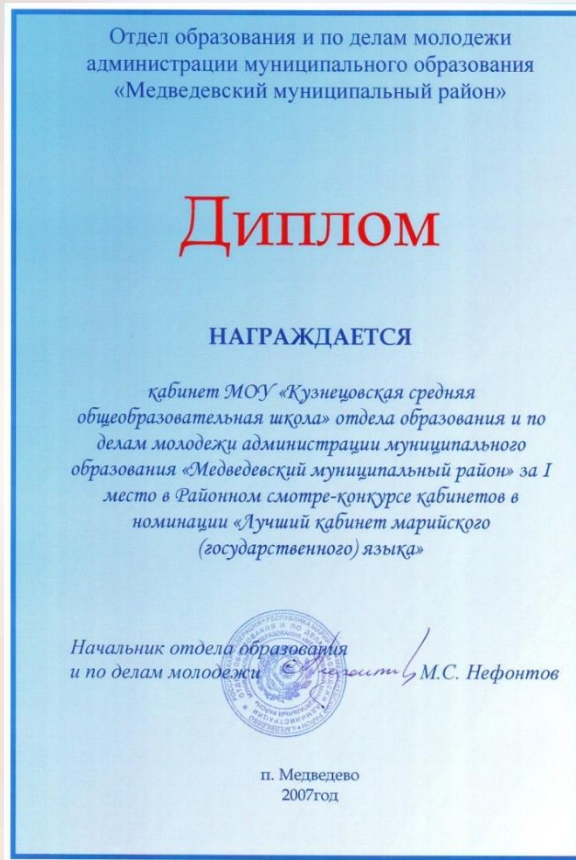 Отдел образования и по делам молодежи
администрации муниципального образования
«Медведевский муниципальный район»
Диплом
НАГРАЖДАЕТСЯ
кабинет МОУ «Кузнецовская средняя
общеобразовательная школа» отдела образования и по
делам молодежи администрации муниципального
образования «Медведевский муниципальный район» за I
место в Районном смотре-конкурсе кабинетов в
номинации «Лучший кабинет марийского
(государственного) языка»
Начальник отдела образования
и по делам молодежи М.С. Нефонтов
п. Медведево
2007год